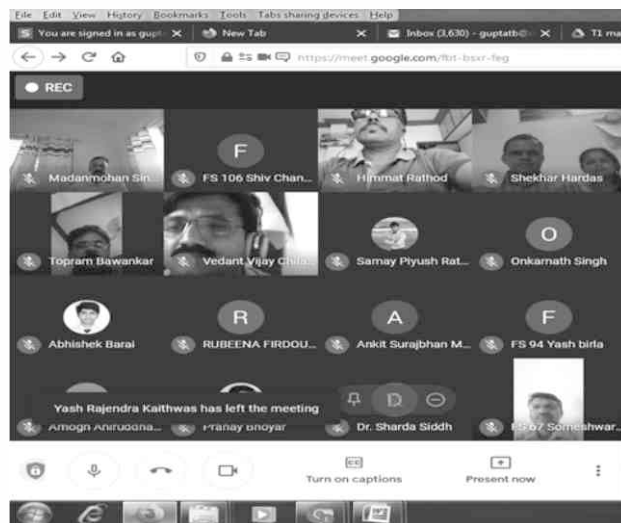 File Edit View History Bookmarks Tools Tabs sharing devices Help
S You are signed in as gupt New Tab Inbox (3,630) - guptatb@ T1 ma
https://meet.google.com/fbt-bsxr-feg
REC
F
Madanmohan Sin... FS 106 Shiv Chan... Himmat Rathod Shekhar Hardas
O
Topram Bawankar Vedant Vijay Samay Piyush Rat... Onkarnath Singh
R A F
Abhishek Barai RUBEENA FIRDOU... Ankit Surajbhan M... FS 94 Yash birla
D
Yash Rajendra Kaithwas has left the meeting
Pranay Bhoyar Dr. Sharda Siddh FS 67 Someshwar...
cc
Turn on captions Present now